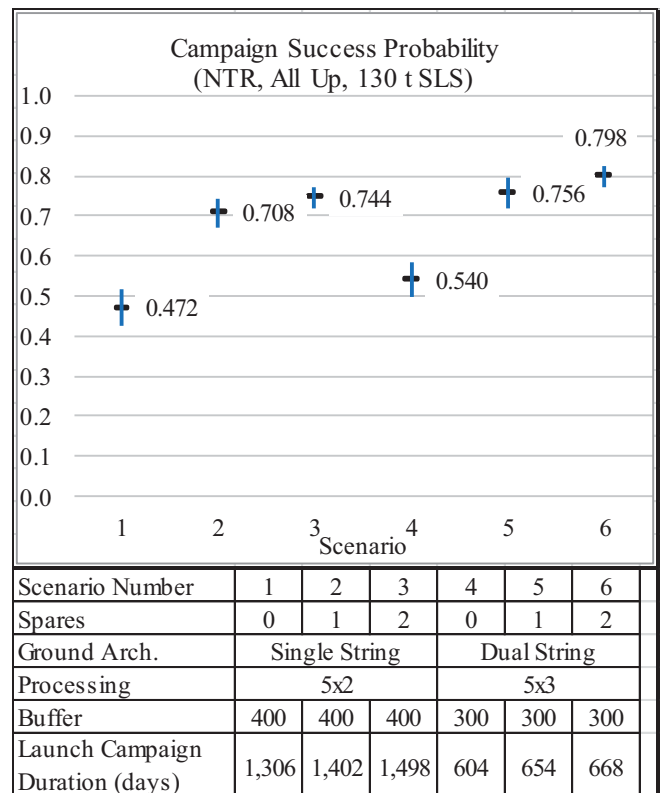 Campaign Success Probability
(NTR, All Up, 130 t SLS)
1.0
0.9
0.798
0.8
0.744
0.756
0.7
0.708
0.6
0.540
0.5
0.472
0.4
0.3
0.2
0.1
0.0
1 2 3 4 5 6
Scenario
Scenario Number 1 2 3 4 5 6
Spares 0 1 2 0 1 2
Ground Arch. Single String Dual String
Processing 5x2 5x3
Buffer 400 400 400 300 300 300
Launch Campaign
Duration (days) 1,306 1,402 1,498 604 654 668